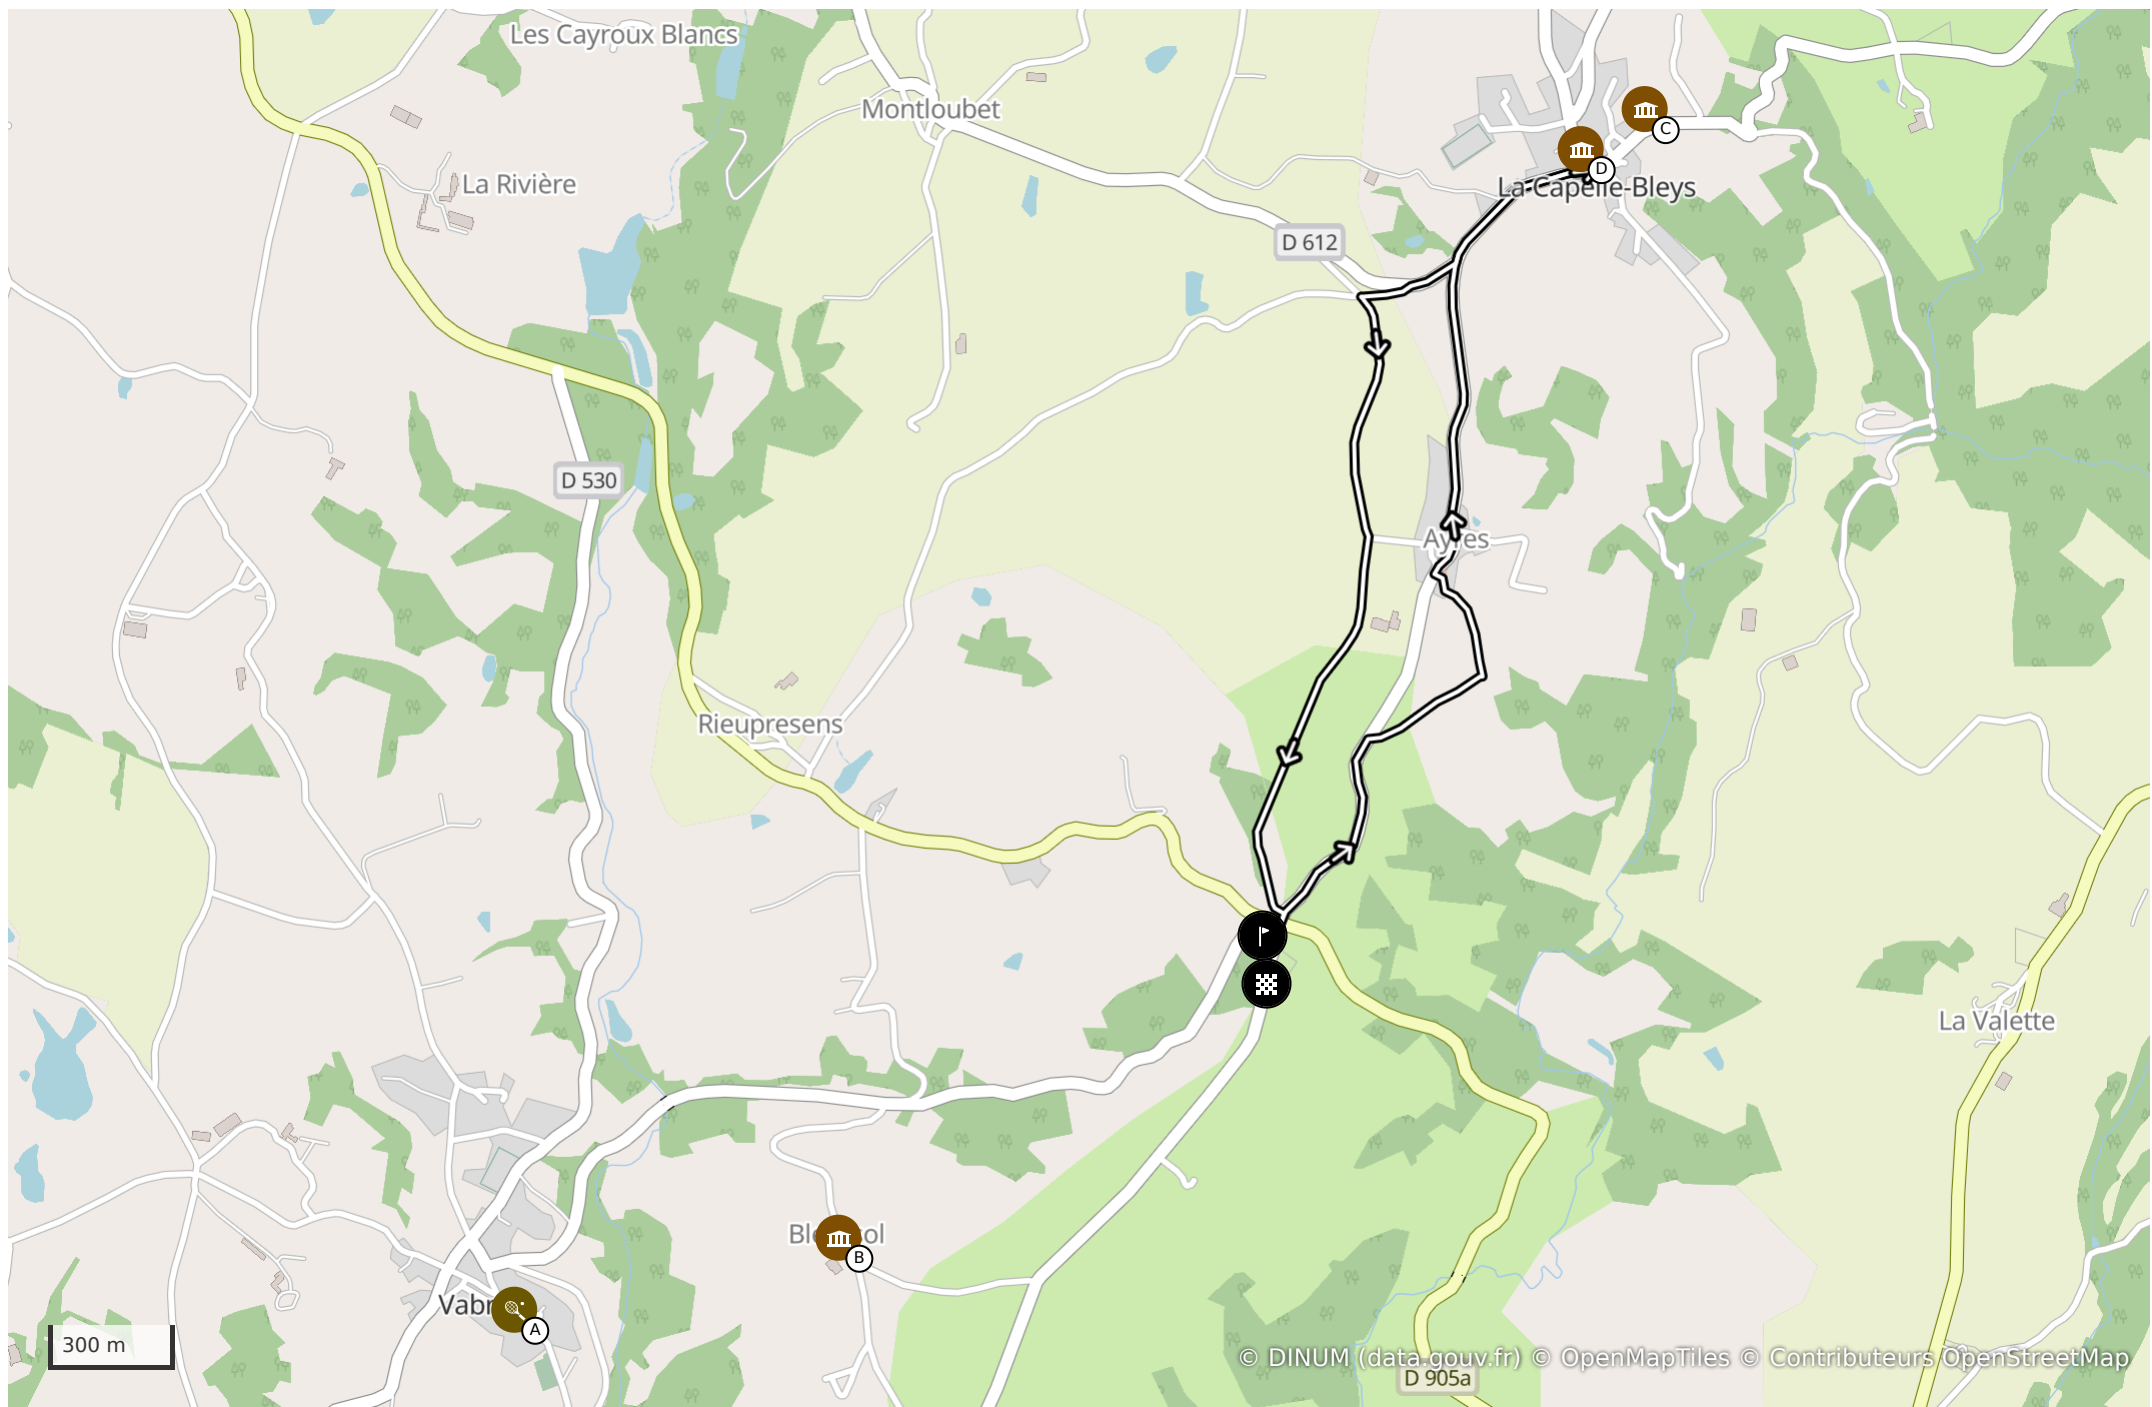 Les Cayroux Blancs
Montloubet
C
La Rivière
D
La Capelle-Bleys
D 612
D 530
Ayres
Rieupresens
La Valette
B
A
300 m
© DINUM (data.gouv.fr) © OpenMapTiles © Contributeurs OpenStreetMap
D 905a